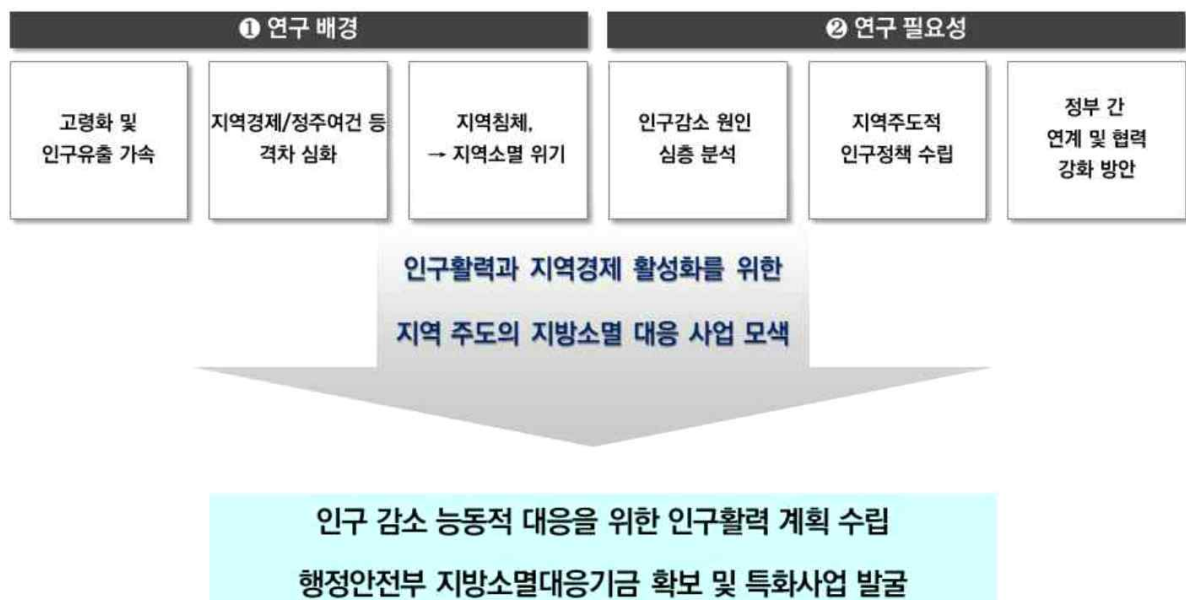 ❶ 연구 배경
고령화 및
인구유출 가속
지역경제/정주여건 등
격차 심화
지역침체,
→ 지역소멸 위기
❷ 연구 필요성
인구감소 원인
심층 분석
지역주도적
인구정책 수립
정부 간
연계 및 협력
강화 방안
인구활력과 지역경제 활성화를 위한
지역 주도의 지방소멸 대응 사업 모색
인구 감소 능동적 대응을 위한 인구활력 계획 수립
행정안전부 지방소멸대응기금 확보 및 특화사업 발굴